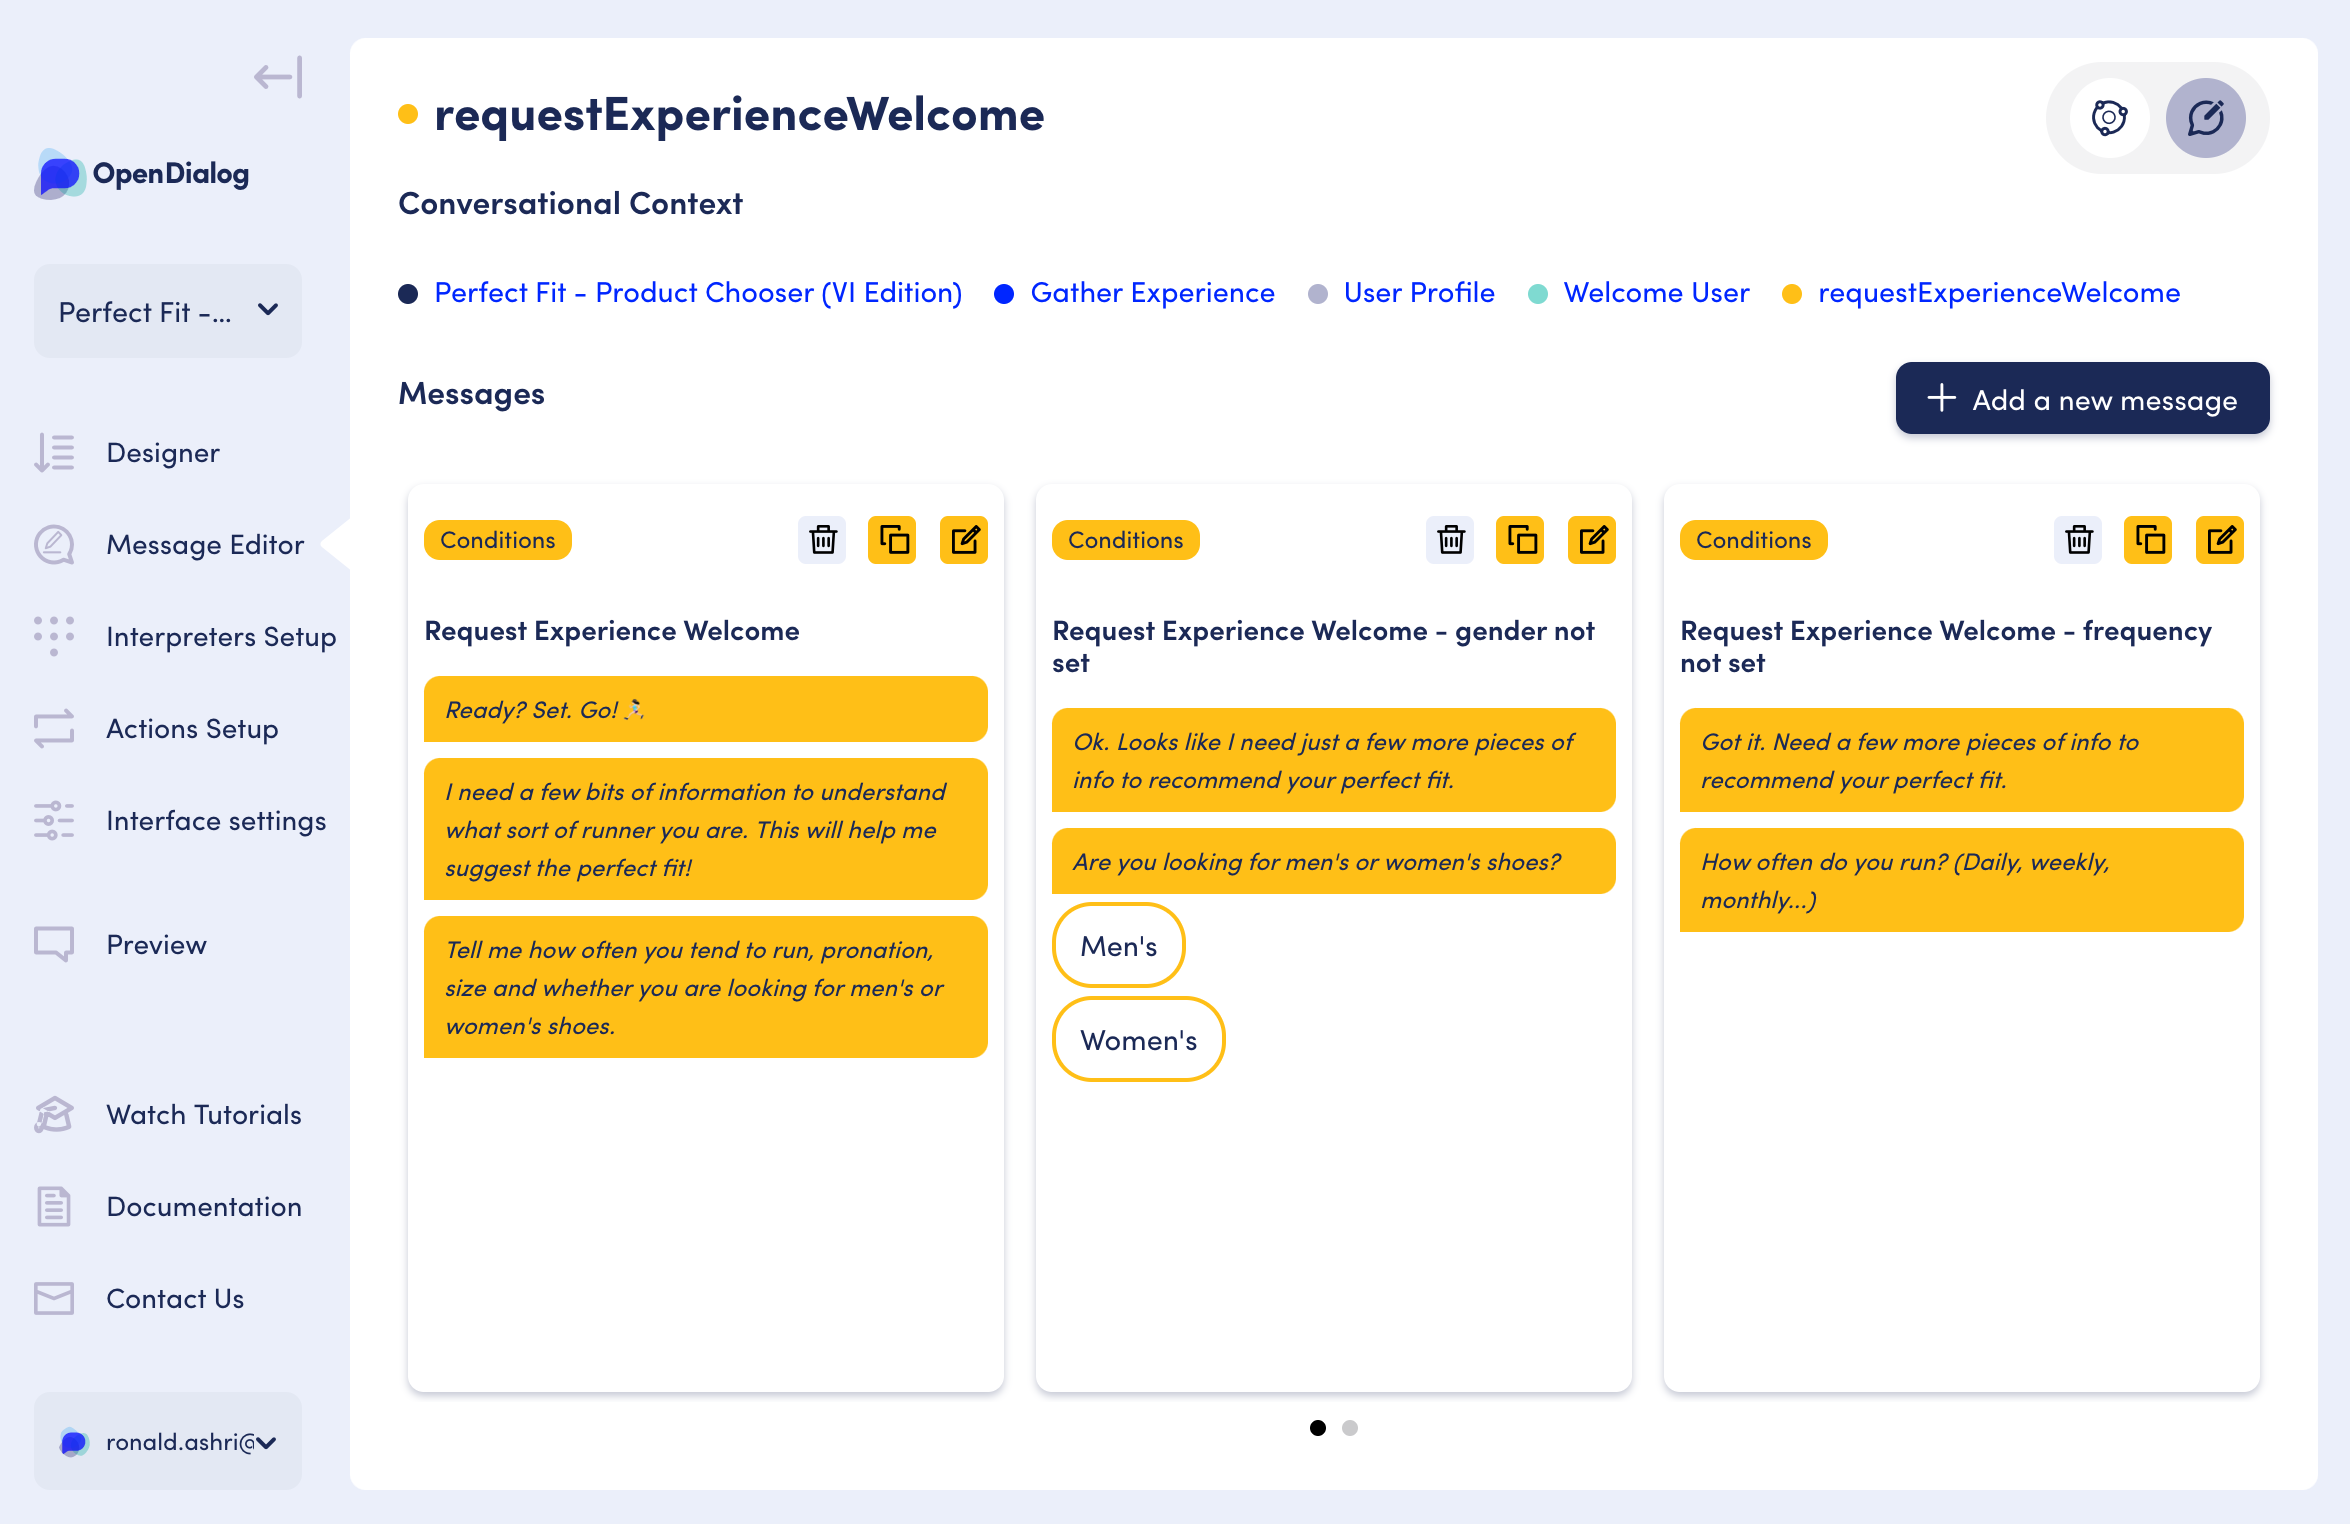 OpenDialog
Perfect Fit -...
Designer
Message Editor
Interpreters Setup
Actions Setup
Interface settings
Preview
Watch Tutorials
Documentation
Contact Us
ronald.ashri@
requestExperienceWelcome
Conversational Context
Perfect Fit - Product Chooser (VI Edition)
Gather Experience
User Profile
Welcome User
requestExperienceWelcome
Messages
Add a new message
Conditions
Request Experience Welcome
Ready? Set. Go! 🏃
I need a few bits of information to understand
what sort of runner you are. This will help me
suggest the perfect fit!
Tell me how often you tend to run, pronation,
size and whether you are looking for men's or
women's shoes.
Conditions
Request Experience Welcome - gender not
set
Ok. Looks like I need just a few more pieces of
info to recommend your perfect fit.
Are you looking for men's or women's shoes?
Men's
Women's
Conditions
Request Experience Welcome - frequency
not set
Got it. Need a few more pieces of info to
recommend your perfect fit.
How often do you run? (Daily, weekly,
monthly...)